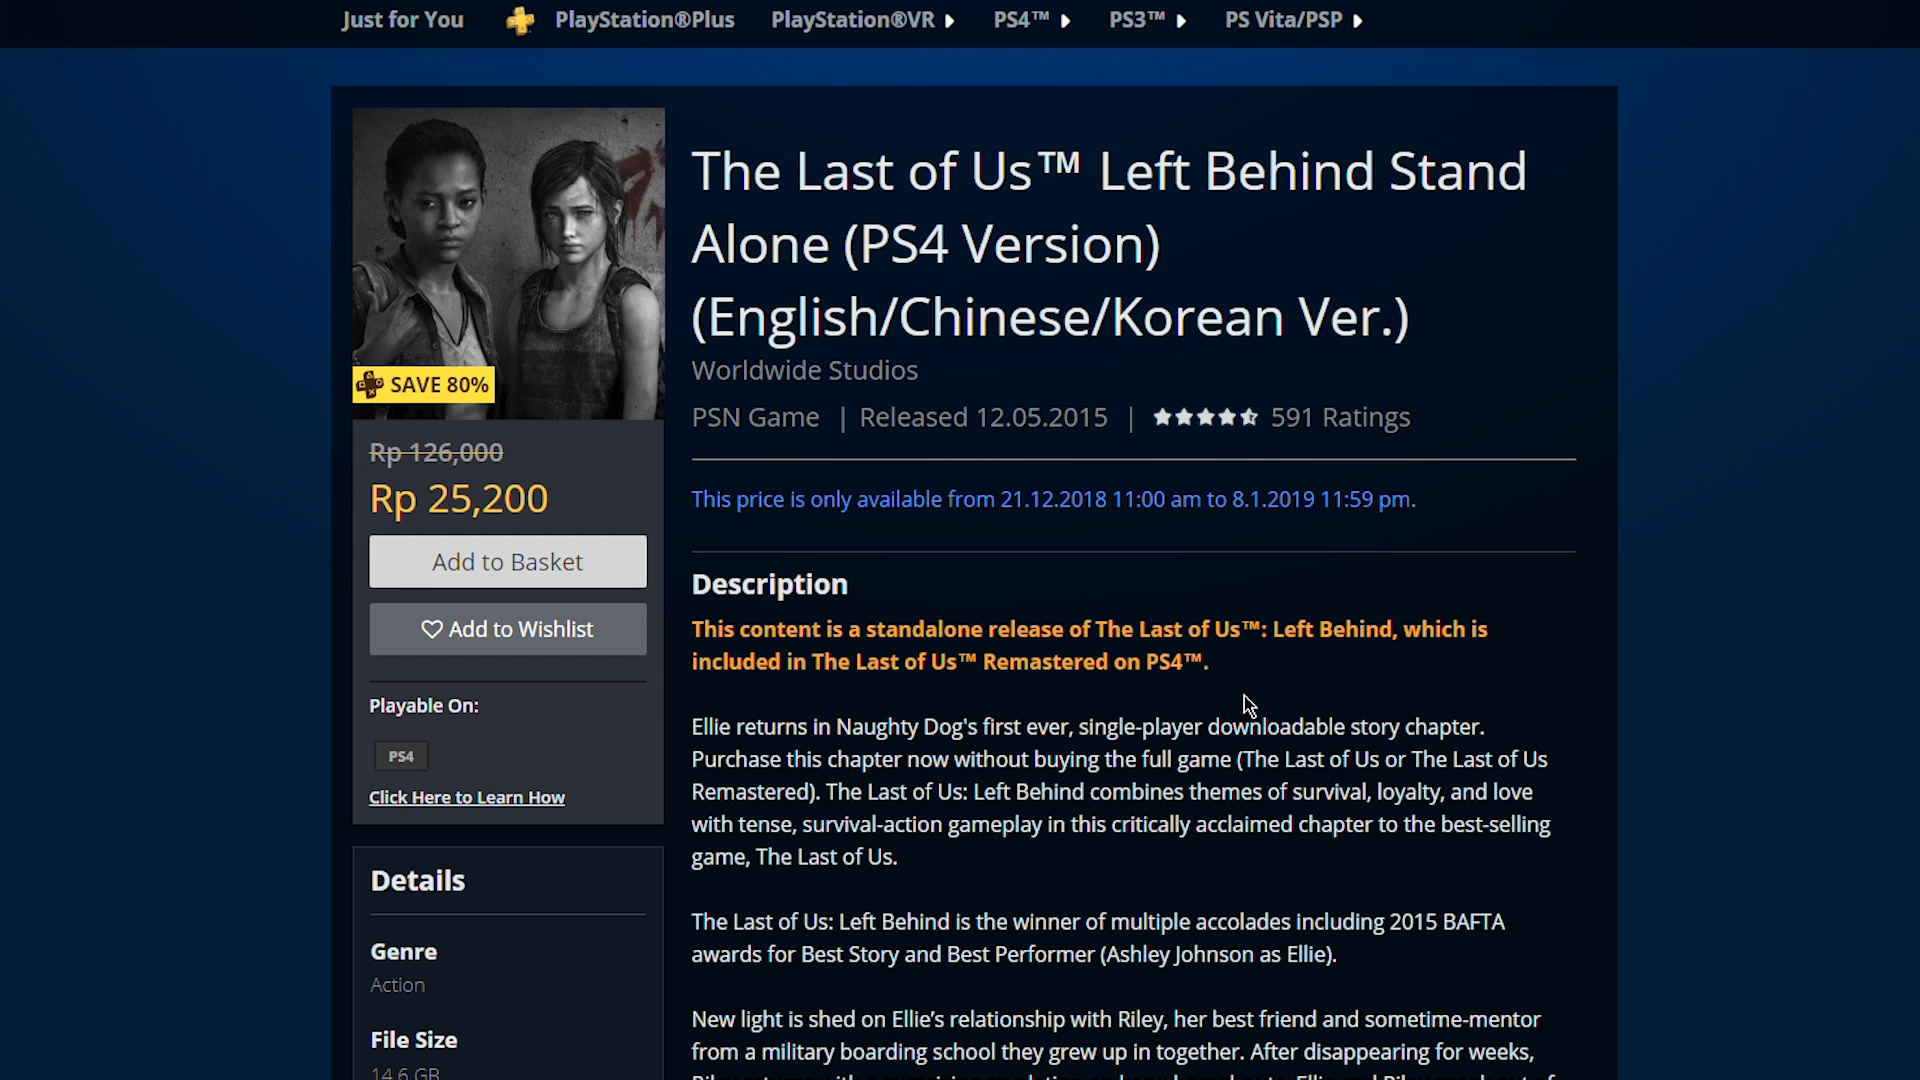 Just for You
PlayStation®Plus
PlayStation®VR
PS4™
PS3™
PS Vita/PSP
SAVE 80%
Rp 126,000
Rp 25,200
Add to Basket
Add to Wishlist
Playable On:
PS4
Click Here to Learn How
Details
Genre
Action
File Size
14.6 GB
The Last of Us™ Left Behind Stand
Alone (PS4 Version)
(English/Chinese/Korean Ver.)
Worldwide Studios
PSN Game | Released 12.05.2015 | 591 Ratings
This price is only available from 21.12.2018 11:00 am to 8.1.2019 11:59 pm.
Description
This content is a standalone release of The Last of Us™: Left Behind, which is
included in The Last of Us™ Remastered on PS4™.
Ellie returns in Naughty Dog's first ever, single-player downloadable story chapter.
Purchase this chapter now without buying the full game (The Last of Us or The Last of Us
Remastered). The Last of Us: Left Behind combines themes of survival, loyalty, and love
with tense, survival-action gameplay in this critically acclaimed chapter to the best-selling
game, The Last of Us.
The Last of Us: Left Behind is the winner of multiple accolades including 2015 BAFTA
awards for Best Story and Best Performer (Ashley Johnson as Ellie).
New light is shed on Ellie’s relationship with Riley, her best friend and sometime-mentor
from a military boarding school they grew up in together. After disappearing for weeks,